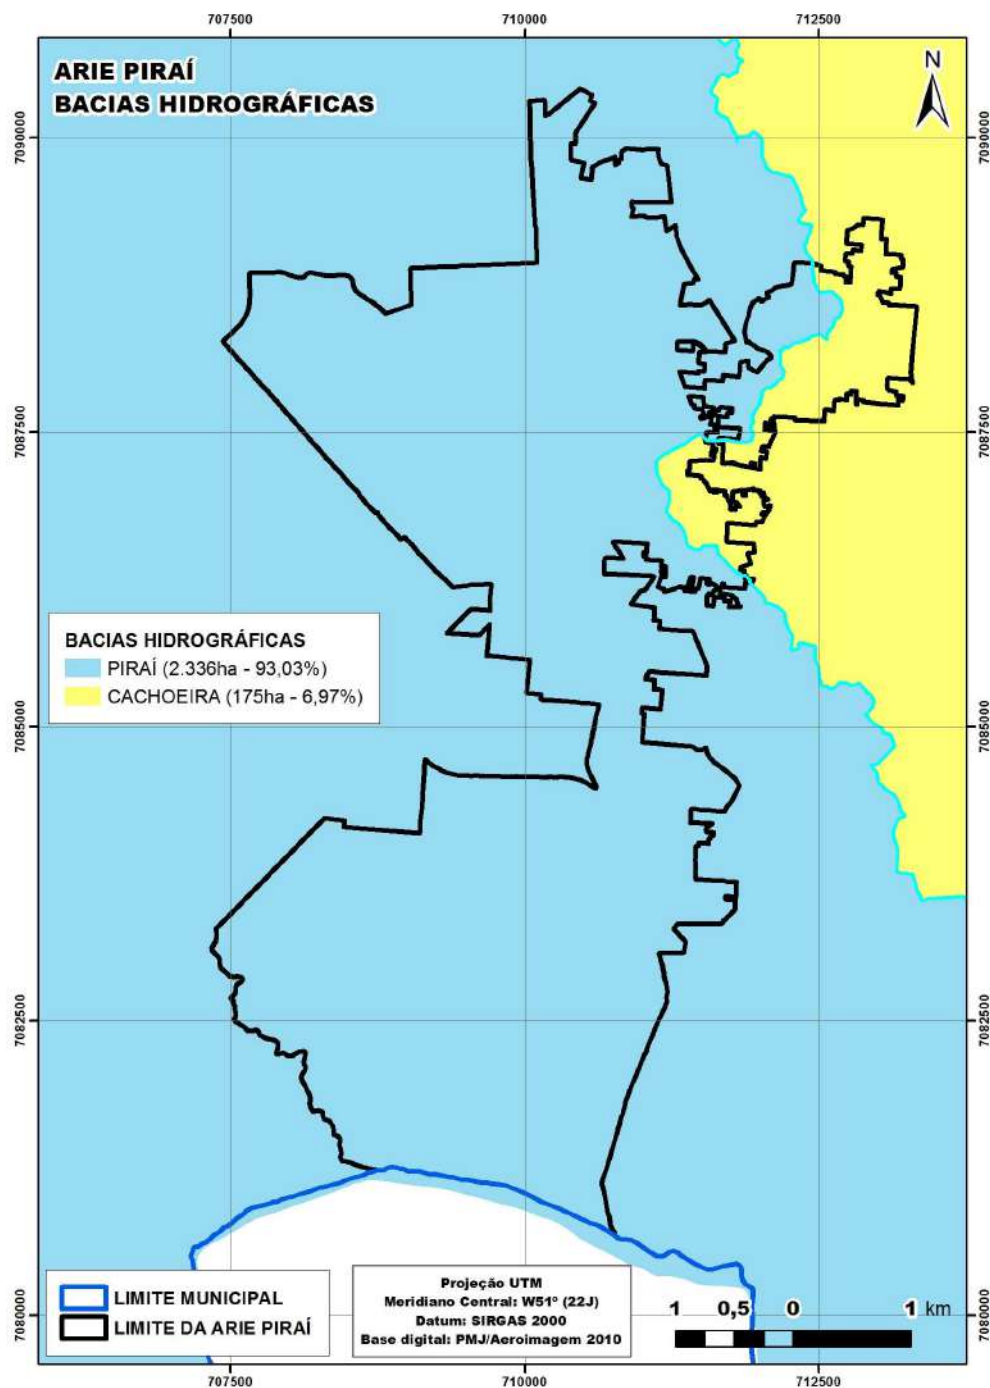 707500 710000 712500
ARIE PIRAÍ
BACIAS HIDROGRÁFICAS
N
7090000 7090000
7087500 7087500
BACIAS HIDROGRÁFICAS
PIRAÍ (2.336ha - 93,03%)
CACHOEIRA (175ha - 6,97%)
7085000 7085000
7082500 7082500
LIMITE MUNICIPAL
LIMITE DA ARIE PIRAÍ
Projeção UTM
Meridiano Central: W51º (22J)
Datum: SIRGAS 2000
Base digital: PMJ/Aeroimagem 2010
1 0,5 0 1 km
7080000 7080000
707500 710000 712500